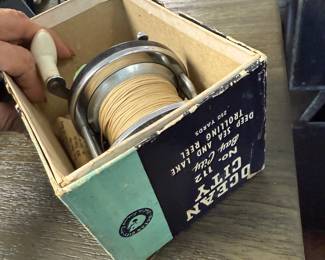 OCEAN
CITY
NO. 112
Bay City
DEEP SEA AND LAKE
TROLLING REEL
250 YARDS